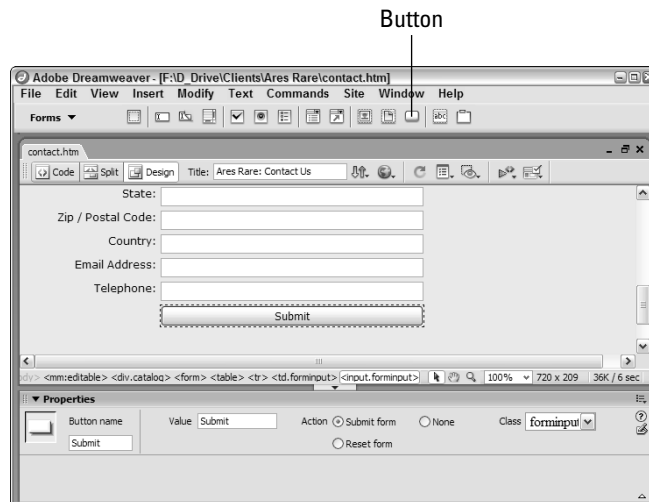 Button
Adobe Dreamweaver - [F:\D_Drive\Clients\Ares Rare\contact.htm]
File Edit View Insert Modify Text Commands Site Window Help
Forms
abc
contact.htm
Code Split Design Title: Ares Rare: Contact Us
State:
Zip / Postal Code:
Country:
Email Address:
Telephone:
Submit
<mm:editable> <div.catalog> <form> <table> <tr> <td.forminput> <input.forminput> 100% 720 x 209 36K / 6 sec
Properties
Button name Value Submit Action Submit form None Class forminput
Submit Reset form